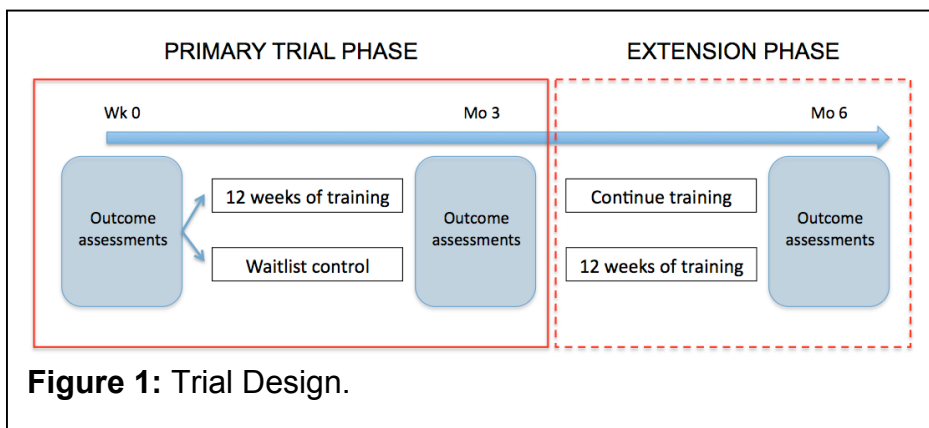 PRIMARY TRIAL PHASE
EXTENSION PHASE
Wk 0
Mo 3
Mo 6
Outcome
assessments
12 weeks of training
Waitlist control
Outcome
assessments
Continue training
12 weeks of training
Outcome
assessments
Figure 1: Trial Design.